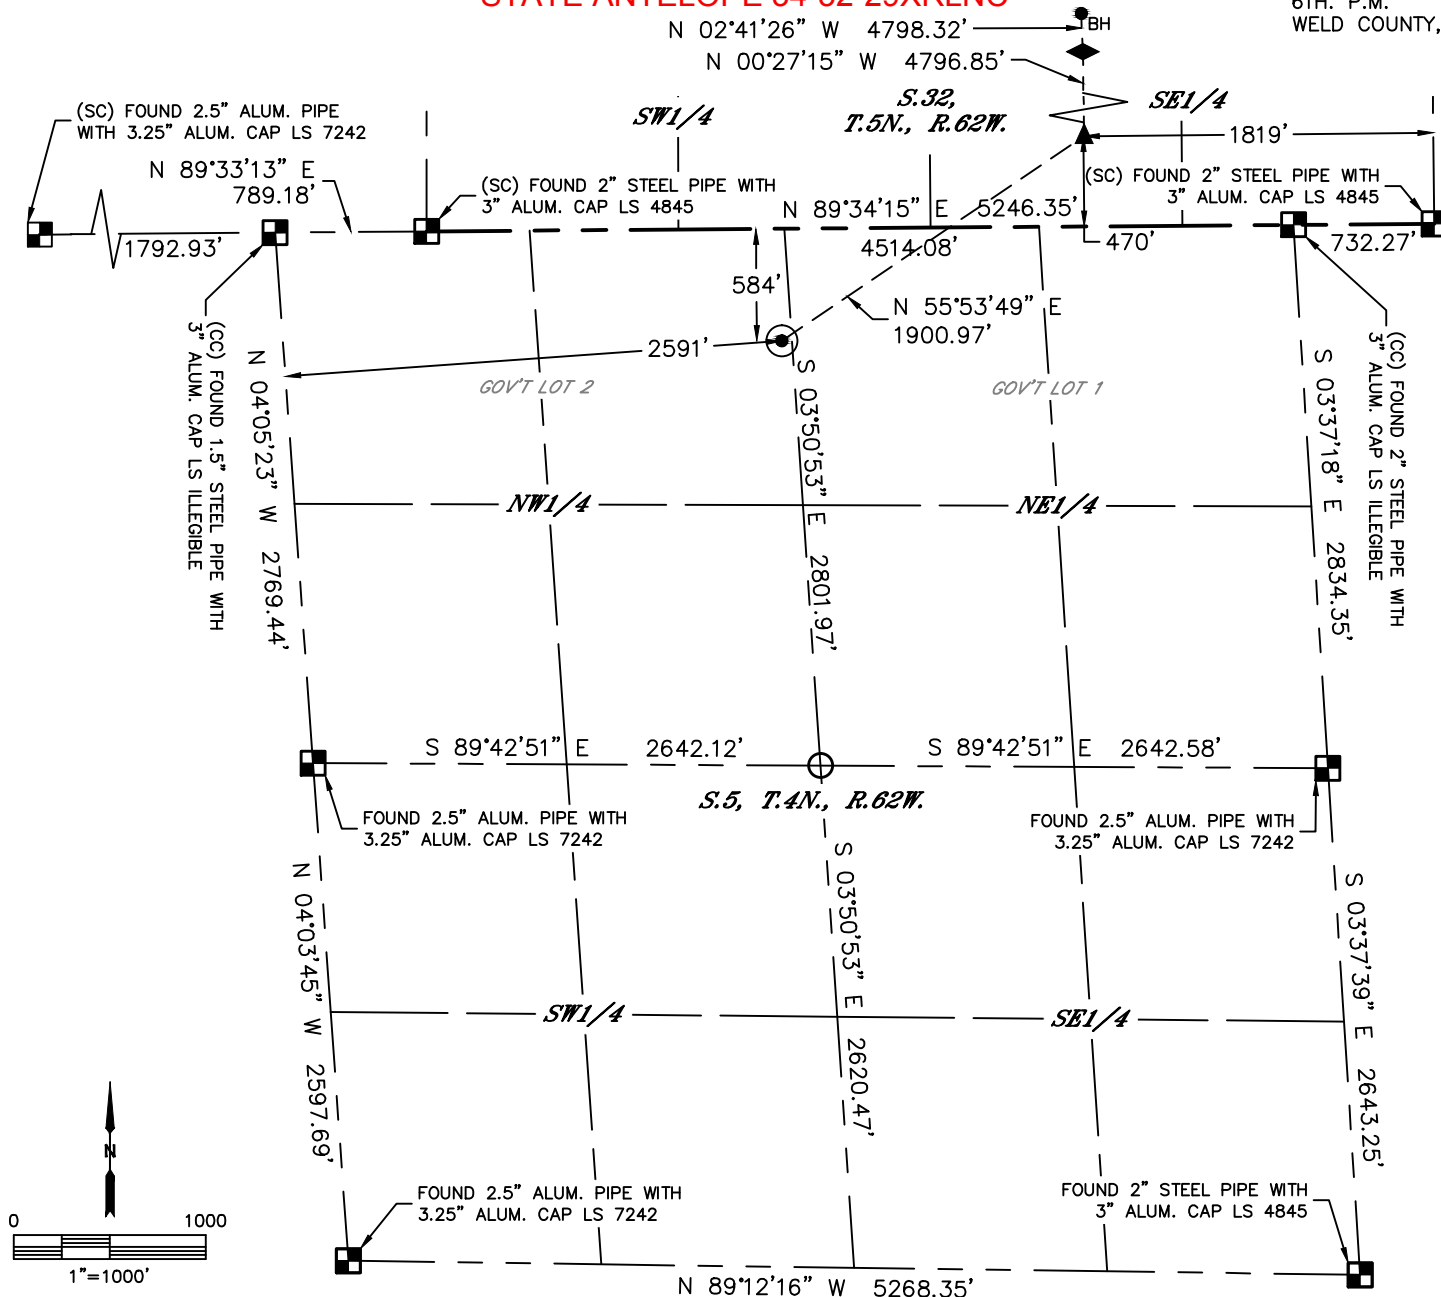 STATE ANTELOPE 34-32-29XRLNC
6TH. P.M.
WELD COUNTY,
N 02°41'26" W 4798.32'
BH
N 00°27'15" W 4796.85'
(SC) FOUND 2.5" ALUM. PIPE
WITH 3.25" ALUM. CAP LS 7242
SW1/4
S.32,
T.5N., R.62W.
SE1/4
1819'
N 89°33'13" E
789.18'
(SC) FOUND 2" STEEL PIPE WITH
3" ALUM. CAP LS 4845
(SC) FOUND 2" STEEL PIPE WITH
3" ALUM. CAP LS 4845
N 89°34'15" E 5246.35'
1792.93'
4514.08'
470'
732.27'
584'
N 55°53'49" E
1900.97'
2591'
GOV'T LOT 2
GOV'T LOT 1
(CC) FOUND 1.5" STEEL PIPE WITH
3" ALUM. CAP LS ILLEGIBLE
N 04°05'23" W 2769.44'
S 03°50'53" E 2801.97'
S 03°37'18" E 2834.35'
(CC) FOUND 2" STEEL PIPE WITH
3" ALUM. CAP LS ILLEGIBLE
NW1/4
NE1/4
S 89°42'51" E 2642.12'
S 89°42'51" E 2642.58'
S.5, T.4N., R.62W.
FOUND 2.5" ALUM. PIPE WITH
3.25" ALUM. CAP LS 7242
FOUND 2.5" ALUM. PIPE WITH
3.25" ALUM. CAP LS 7242
N 04°03'45" W 2597.69'
S 03°50'53" E 2620.47'
S 03°37'39" E 2643.25'
SW1/4
SE1/4
N
0 1000
1"=1000'
FOUND 2.5" ALUM. PIPE WITH
3.25" ALUM. CAP LS 7242
FOUND 2" STEEL PIPE WITH
3" ALUM. CAP LS 4845
N 89°12'16" W 5268.35'